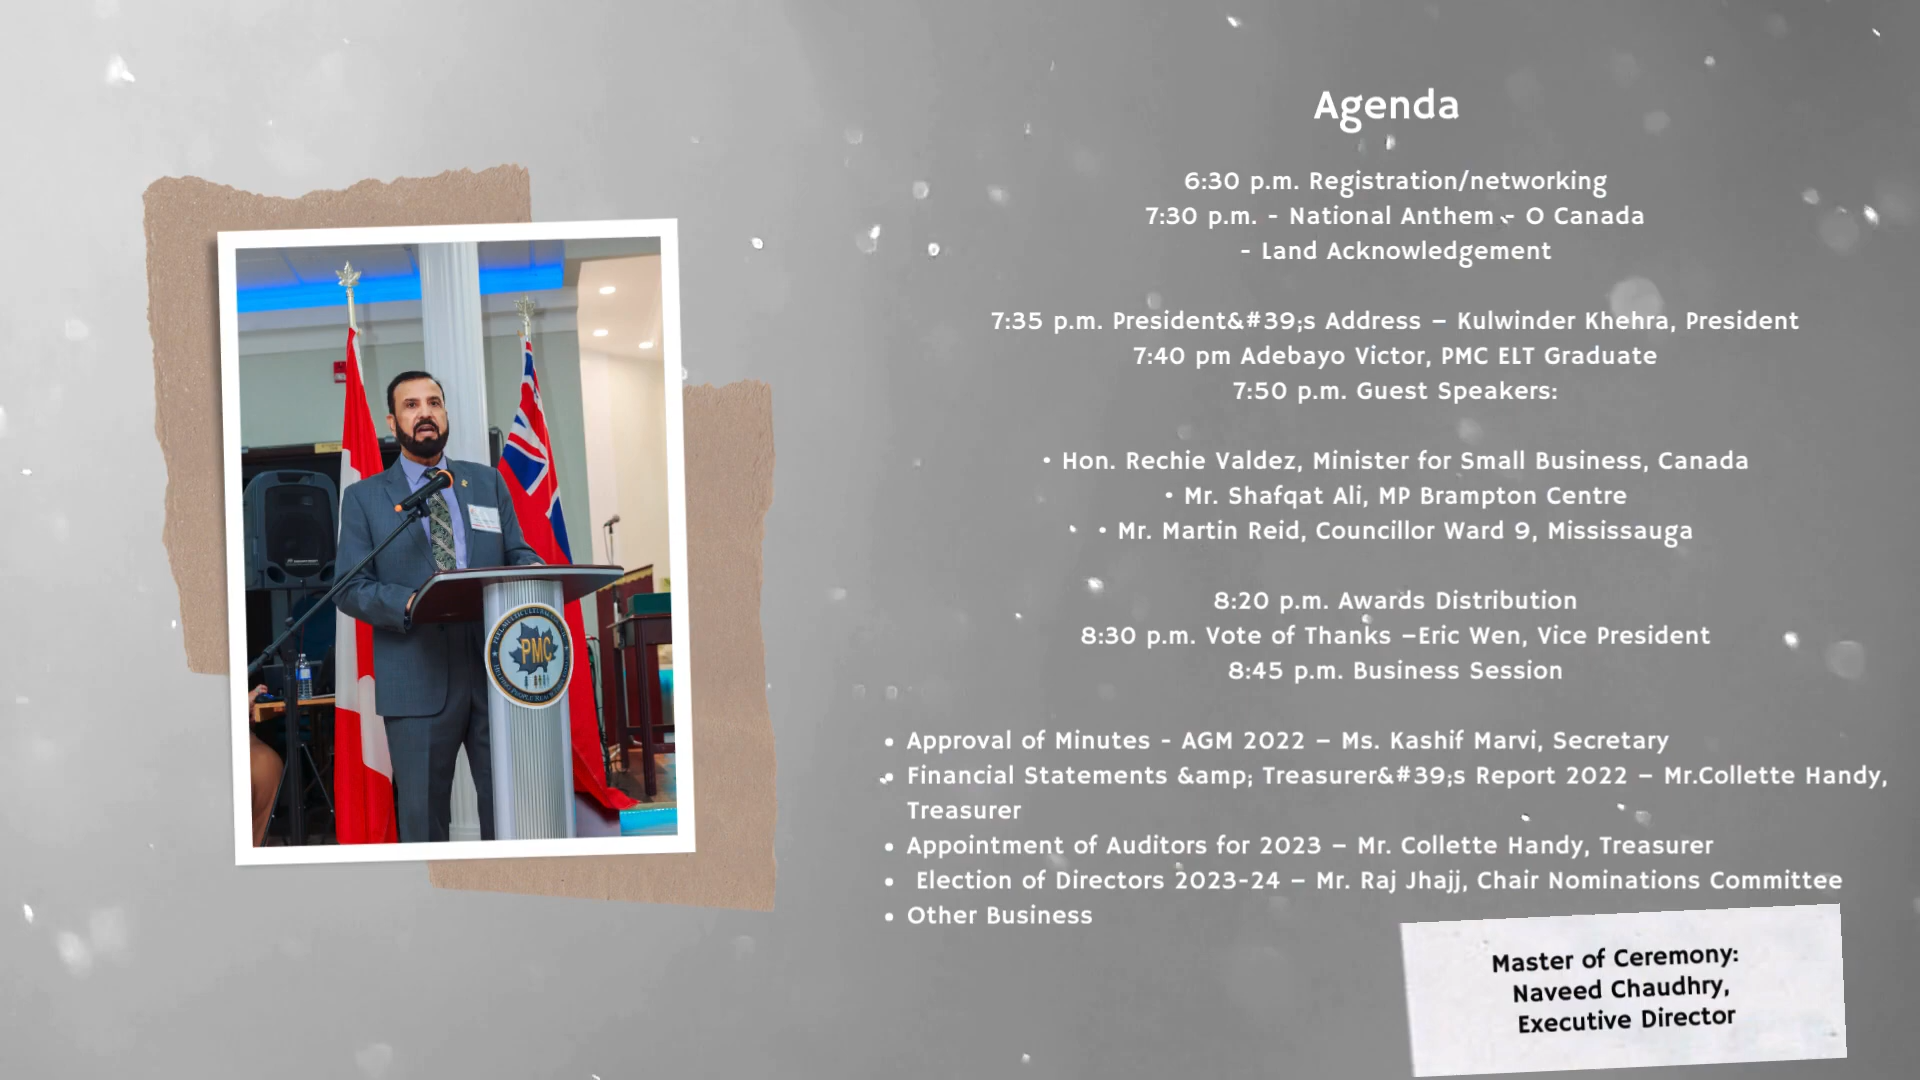 Agenda
6:30 p.m. Registration/networking
7:30 p.m. - National Anthem - O Canada
- Land Acknowledgement
7:35 p.m. President&#39;s Address – Kulwinder Khehra, President
7:40 pm Adebayo Victor, PMC ELT Graduate
7:50 p.m. Guest Speakers:
• Hon. Rechie Valdez, Minister for Small Business, Canada
• Mr. Shafqat Ali, MP Brampton Centre
• Mr. Martin Reid, Councillor Ward 9, Mississauga
8:20 p.m. Awards Distribution
8:30 p.m. Vote of Thanks –Eric Wen, Vice President
8:45 p.m. Business Session
• Approval of Minutes - AGM 2022 – Ms. Kashif Marvi, Secretary
• Financial Statements &amp; Treasurer&#39;s Report 2022 – Mr.Collette Handy,
Treasurer
• Appointment of Auditors for 2023 – Mr. Collette Handy, Treasurer
• Election of Directors 2023-24 – Mr. Raj Jhajj, Chair Nominations Committee
• Other Business
Master of Ceremony:
Naveed Chaudhry,
Executive Director
PMC